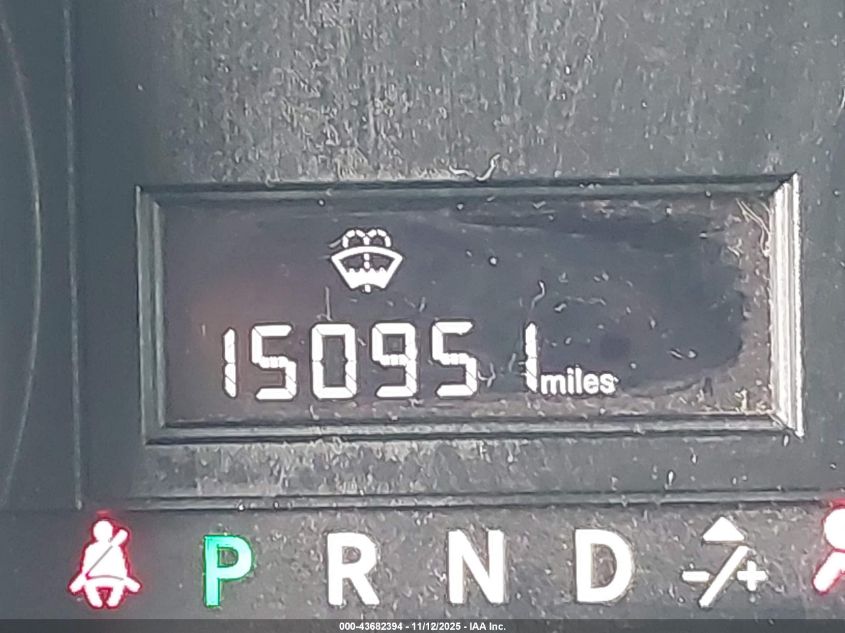 150951 miles
P R N D -/+
000-43682394 - 11/12/2025 - IAA Inc.